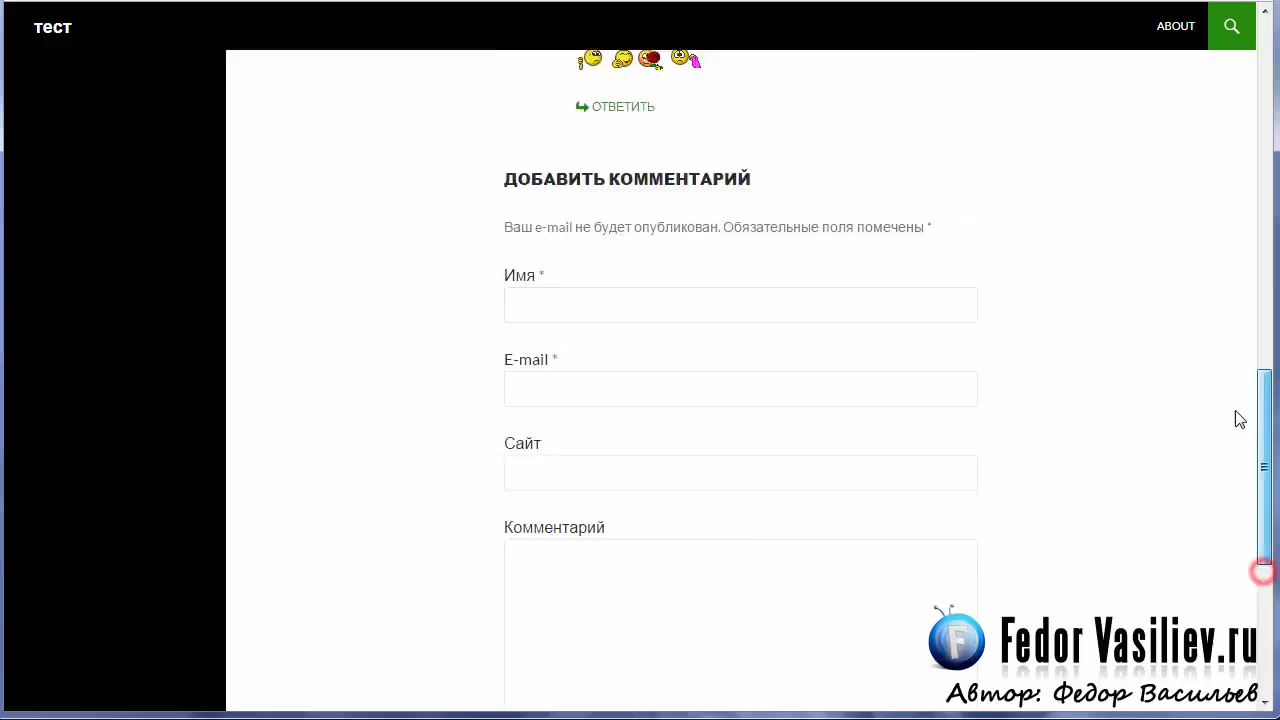 тест
ABOUT
ОТВЕТИТЬ
ДОБАВИТЬ КОММЕНТАРИЙ
Ваш e-mail не будет опубликован. Обязательные поля помечены *
Имя *
E-mail *
Сайт
Комментарий
F
Fedor Vasiliev.ru
Автор: Федор Васильев